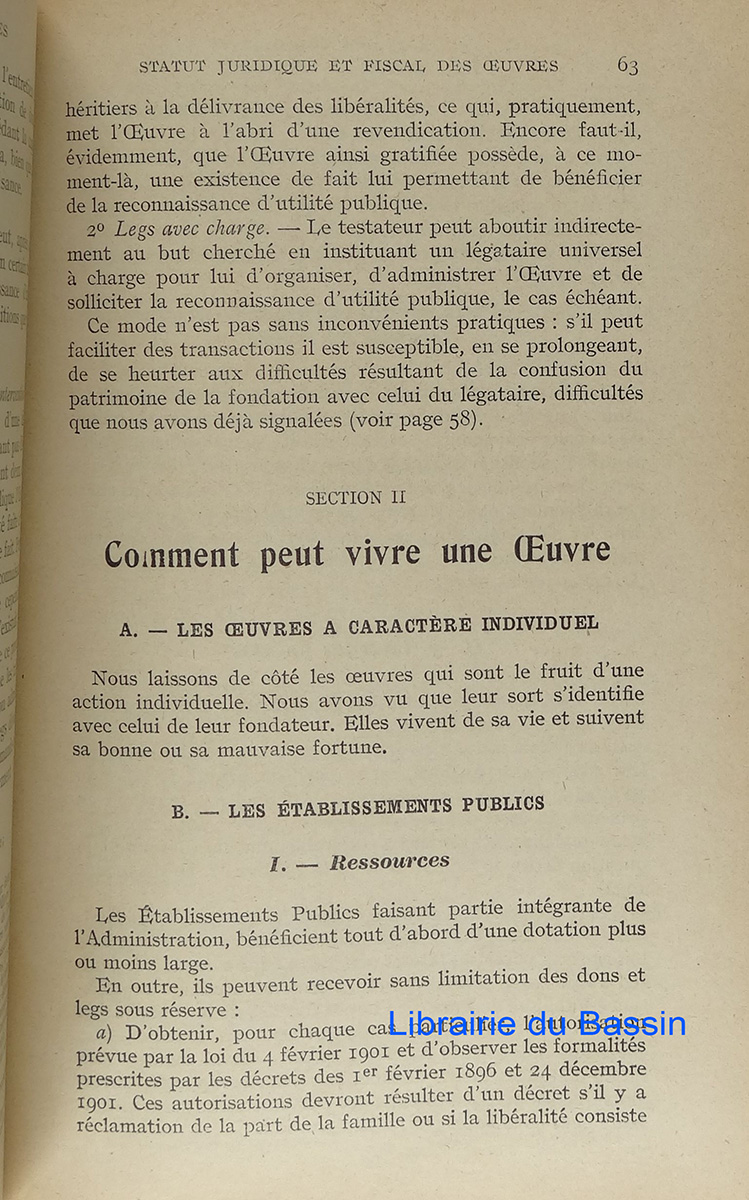 STATUT JURIDIQUE ET FISCAL DES ŒUVRES 63
héritiers à la délivrance des libéralités, ce qui, pratiquement,
met l'Œuvre à l'abri d'une revendication. Encore faut-il,
évidemment, que l'Œuvre ainsi gratifiée possède, à ce mo-
ment-là, une existence de fait lui permettant de bénéficier
de la reconnaissance d'utilité publique.
2º Legs avec charge. — Le testateur peut aboutir indirecte-
ment au but cherché en instituant un légataire universel
à charge pour lui d'organiser, d'administrer l'Œuvre et de
solliciter la reconnaissance d'utilité publique, le cas échéant.
Ce mode n'est pas sans inconvénients pratiques : s'il peut
faciliter des transactions il est susceptible, en se prolongeant,
de se heurter aux difficultés résultant de la confusion du
patrimoine de la fondation avec celui du légataire, difficultés
que nous avons déjà signalées (voir page 58).
SECTION II
Comment peut vivre une Œuvre
A. — LES ŒUVRES A CARACTÈRE INDIVIDUEL
Nous laissons de côté les œuvres qui sont le fruit d'une
action individuelle. Nous avons vu que leur sort s'identifie
avec celui de leur fondateur. Elles vivent de sa vie et suivent
sa bonne ou sa mauvaise fortune.
B. — LES ÉTABLISSEMENTS PUBLICS
I. — Ressources
Les Établissements Publics faisant partie intégrante de
l'Administration, bénéficient tout d'abord d'une dotation plus
ou moins large.
En outre, ils peuvent recevoir sans limitation des dons et
legs sous réserve :
a) D'obtenir, pour chaque cas particulier, l'autorisation
Librairie du Bassin
prévue par la loi du 4 février 1901 et d'observer les formalités
prescrites par les décrets des 1er février 1896 et 24 décembre
1901. Ces autorisations devront résulter d'un décret s'il y a
réclamation de la part de la famille ou si la libéralité consiste